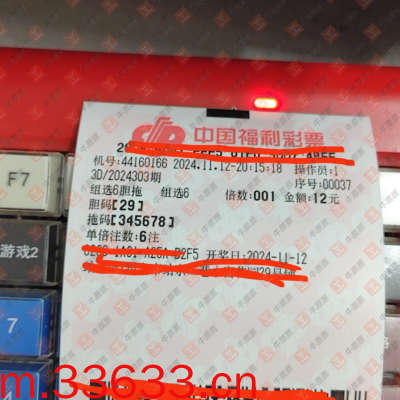 中国福利彩票
机号:44160166 2024.11.12-20:15:18 操作员:1
3D/2024303期 序号:00037
组选6胆拖 组选6 倍数:001 金额:12元
胆码[29]
拖码[345678]
单倍注数:6注
开奖日:2024-11-12
F7
游戏2
7
4
m.33633.cn